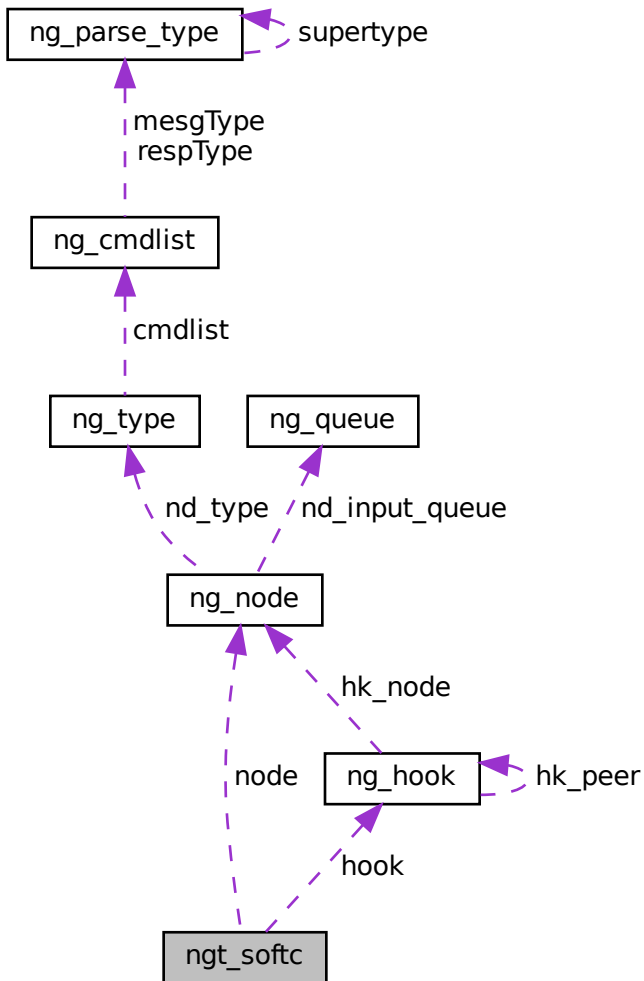 ng_parse_type
supertype
mesgType
respType
ng_cmdlist
cmdlist
ng_type
ng_queue
nd_type
nd_input_queue
ng_node
hk_node
node
ng_hook
hk_peer
hook
ngt_softc